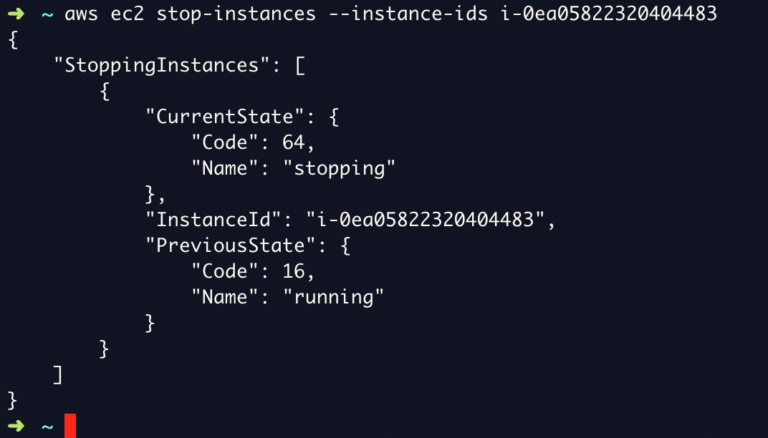 ➜ ~ aws ec2 stop-instances --instance-ids i-0ea05822320404483
{
    "StoppingInstances": [
        {
            "CurrentState": {
                "Code": 64,
                "Name": "stopping"
            },
            "InstanceId": "i-0ea05822320404483",
            "PreviousState": {
                "Code": 16,
                "Name": "running"
            }
        }
    ]
}
➜ ~